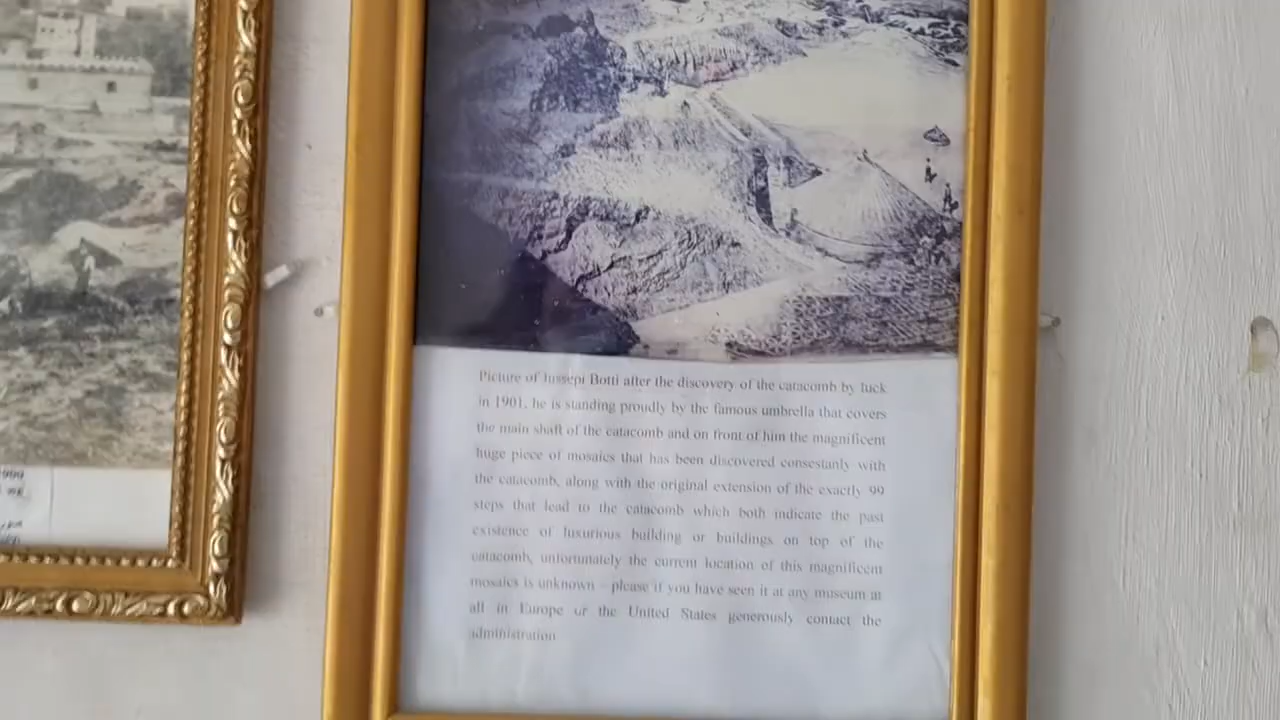 Picture of Iussepi Botti after the discovery of the catacomb by luck
in 1901, he is standing proudly by the famous umbrella that covers
the main shaft of the catacomb and on front of him the magnificent
huge piece of mosaics that has been discovered consestanly with
the catacomb, along with the original extension of the exactly 99
steps that lead to the catacomb which both indicate the past
existence of luxurious building or buildings on top of the
catacomb, unfortunately the current location of this magnificent
mosaics is unknown please if you have seen it at any museum at
all in Europe or the United States generously contact the
administration